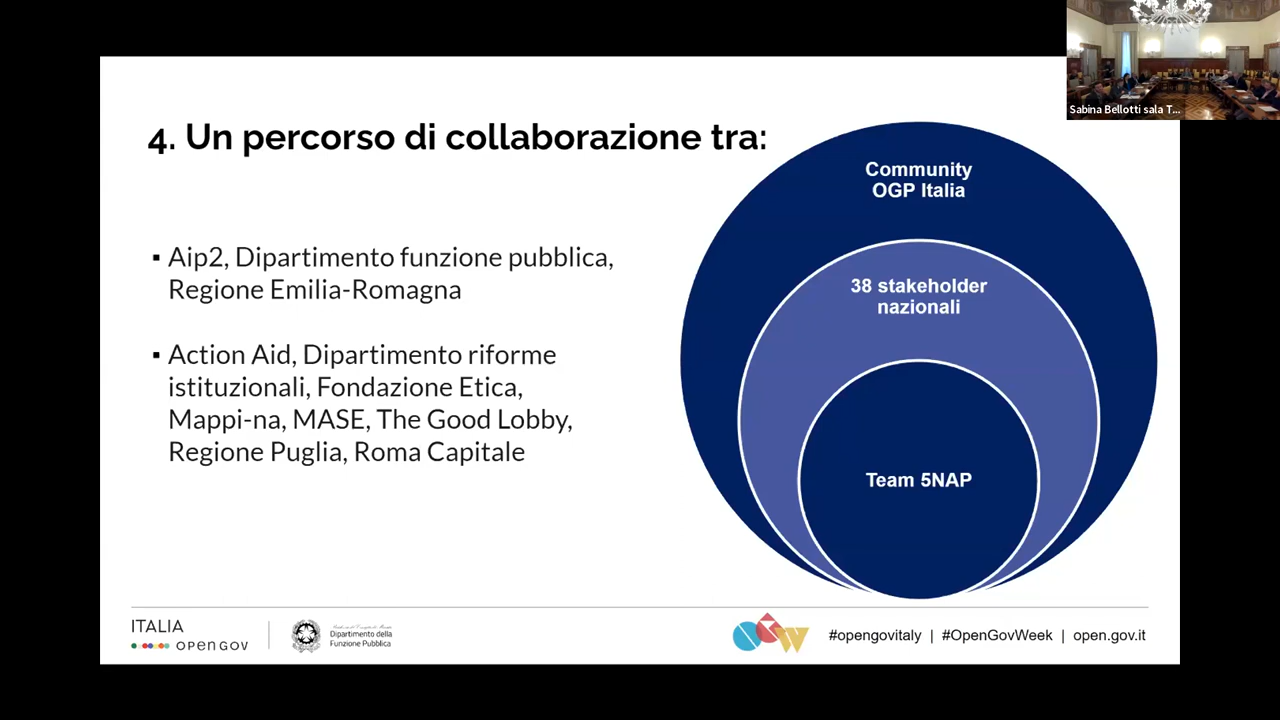 Sabina Bellotti sala T...
4. Un percorso di collaborazione tra:
▪ Aip2, Dipartimento funzione pubblica,
Regione Emilia-Romagna
▪ Action Aid, Dipartimento riforme
istituzionali, Fondazione Etica,
Mappi-na, MASE, The Good Lobby,
Regione Puglia, Roma Capitale
Community
OGP Italia
38 stakeholder
nazionali
Team 5NAP
ITALIA
OPEN GOV
Dipartimento della
Funzione Pubblica
#opengovitaly | #OpenGovWeek | open.gov.it